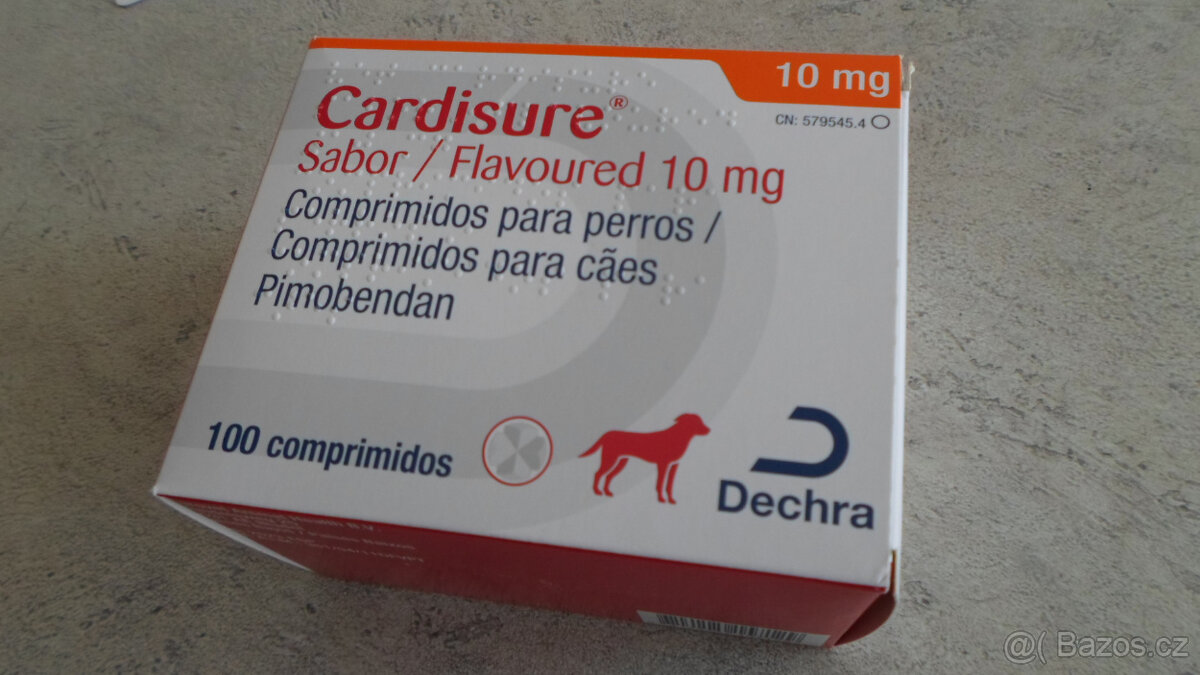 10 mg
CN: 579545.4
Cardisure®
Sabor / Flavoured 10 mg
Comprimidos para perros /
Comprimidos para cães
Pimobendan
100 comprimidos
Dechra
@( Bazos.cz